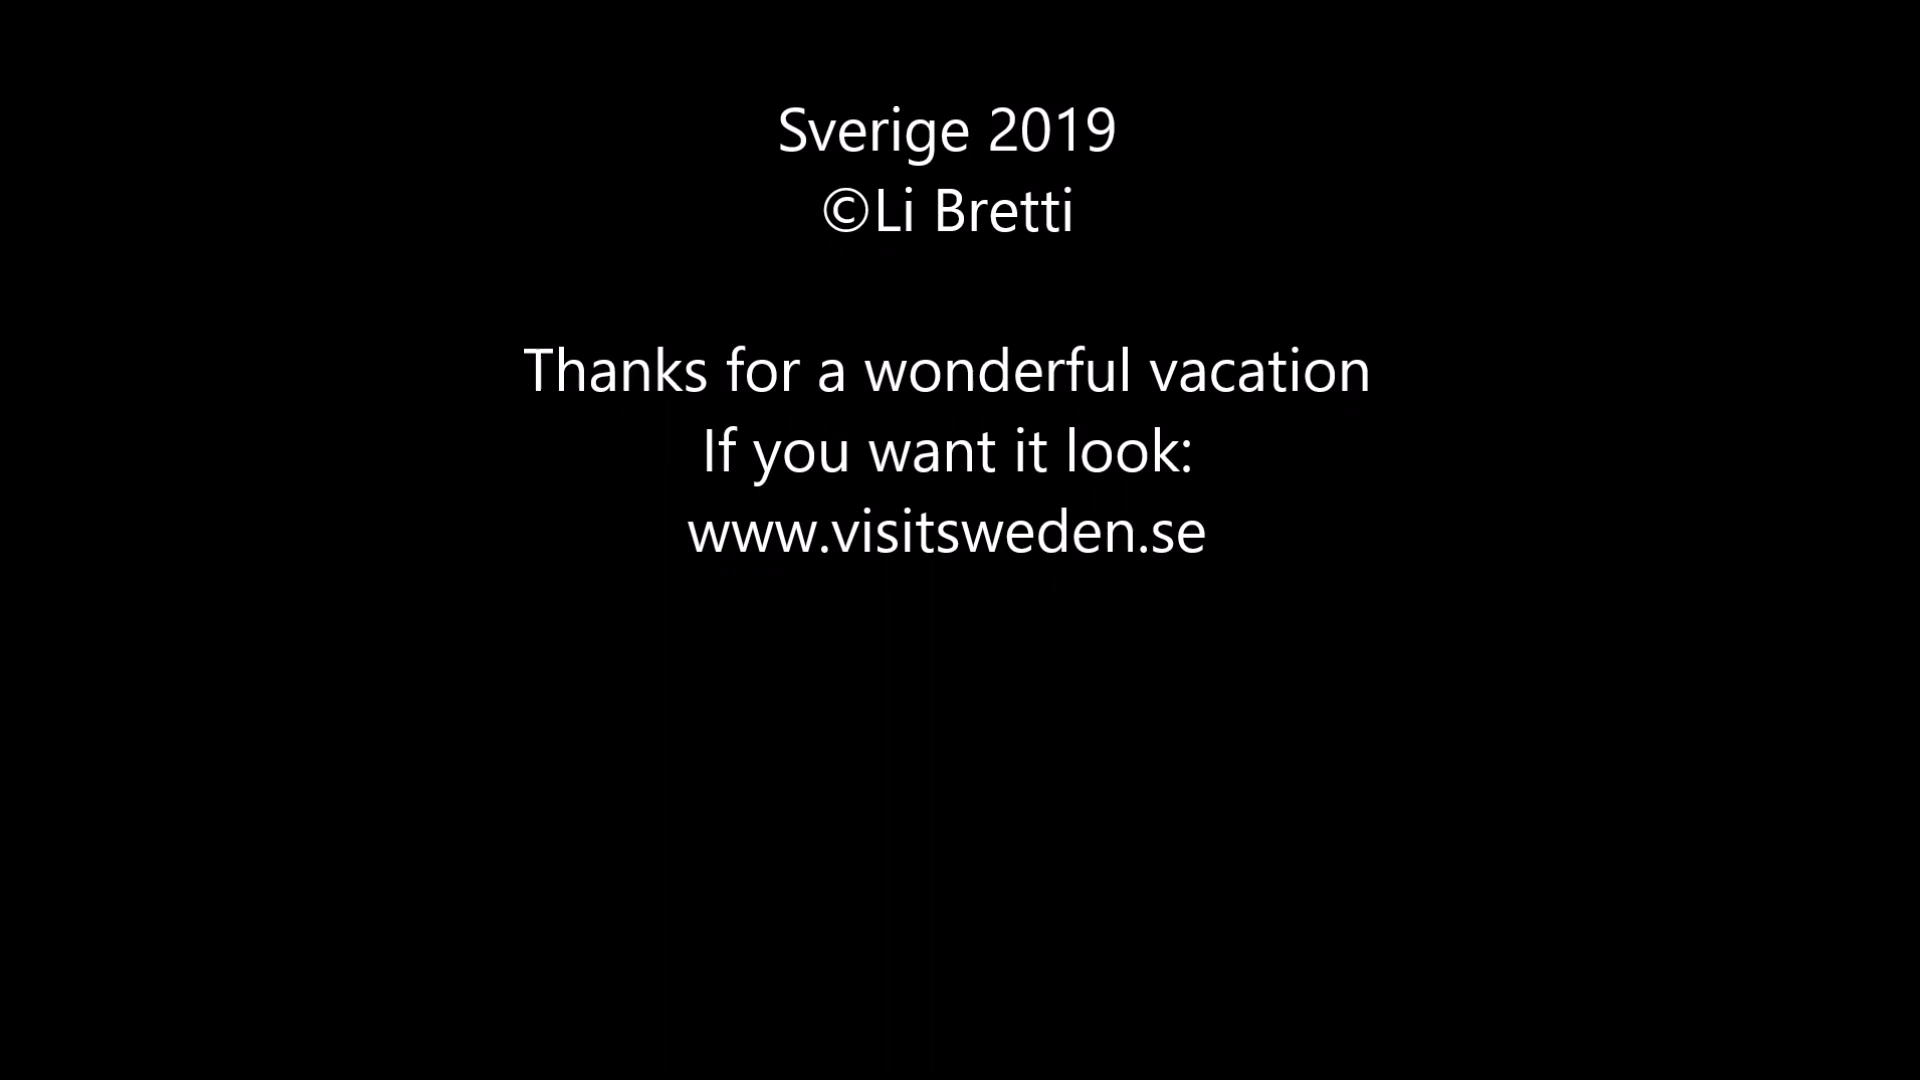 Sverige 2019
©Li Bretti
Thanks for a wonderful vacation
If you want it look:
www.visitsweden.se